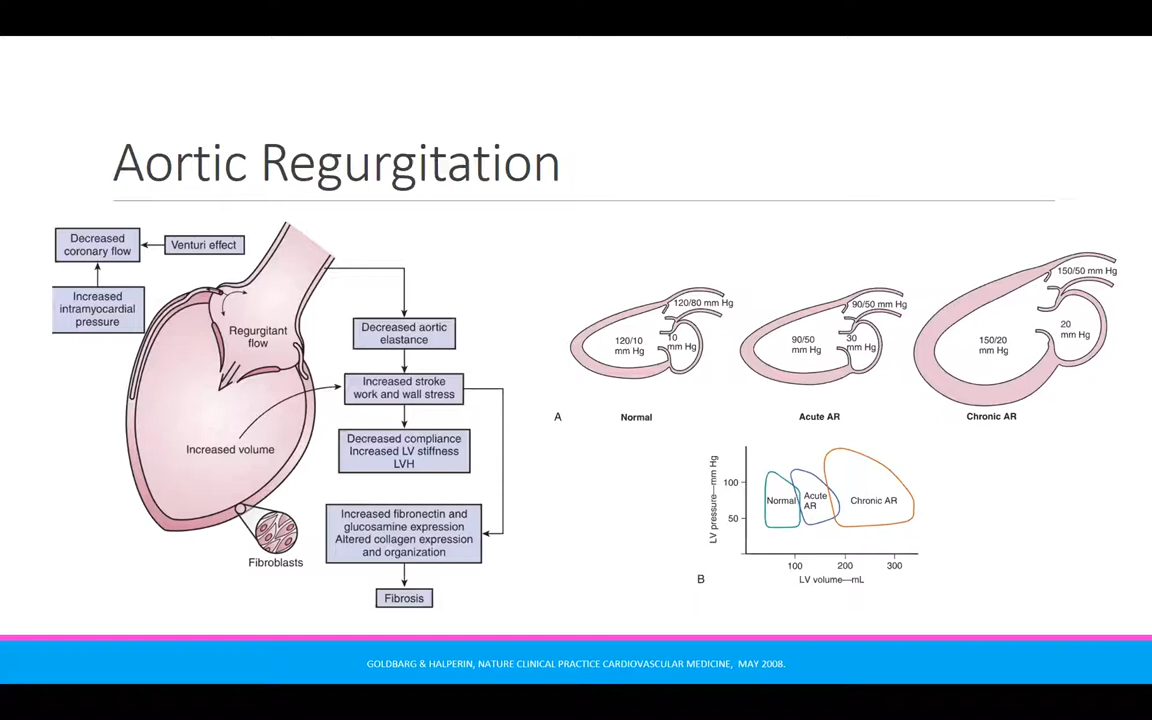 Aortic Regurgitation
Decreased
coronary flow
Venturi effect
Increased
intramyocardial
pressure
Regurgitant
flow
Increased volume
Fibroblasts
Decreased aortic
elastance
Increased stroke
work and wall stress
Decreased compliance
Increased LV stiffness
LVH
Increased fibronectin and
glucosamine expression
Altered collagen expression
and organization
Fibrosis
120/80 mm Hg
120/10
mm Hg
10
mm Hg
90/50 mm Hg
90/50
mm Hg
30
mm Hg
150/50 mm Hg
150/20
mm Hg
20
mm Hg
A
Normal
Acute AR
Chronic AR
LV pressure—mm Hg
100
50
Normal
Acute
AR
Chronic AR
100
200
300
LV volume—mL
B
GOLDBARG & HALPERIN, NATURE CLINICAL PRACTICE CARDIOVASCULAR MEDICINE, MAY 2008.